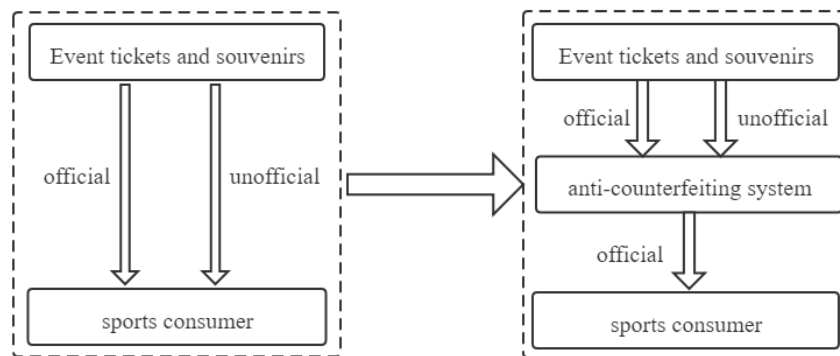 Event tickets and souvenirs
official
unofficial
sports consumer
Event tickets and souvenirs
official
unofficial
anti-counterfeiting system
official
sports consumer